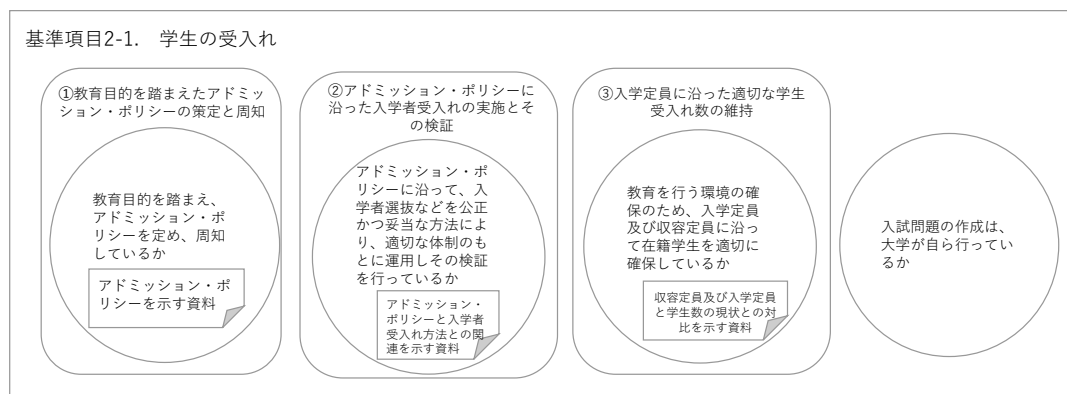 基準項目2-1.　学生の受入れ
①教育目的を踏まえたアドミッ
ション・ポリシーの策定と周知
教育目的を踏まえ、
アドミッション・ポ
リシーを定め、周知
しているか
アドミッション・ポ
リシーを示す資料
②アドミッション・ポリシーに
沿った入学者受入れの実施とそ
の検証
アドミッション・ポ
リシーに沿って、入
学者選抜などを公正
かつ妥当な方法によ
り、適切な体制のも
とに運用しその検証
を行っているか
アドミッション・
ポリシーと入学者
受入れ方法との関
連を示す資料
③入学定員に沿った適切な学生
受入れ数の維持
教育を行う環境の確
保のため、入学定員
及び収容定員に沿っ
て在籍学生を適切に
確保しているか
収容定員及び入学定員
と学生数の現状との対
比を示す資料
入試問題の作成は、
大学が自ら行ってい
るか